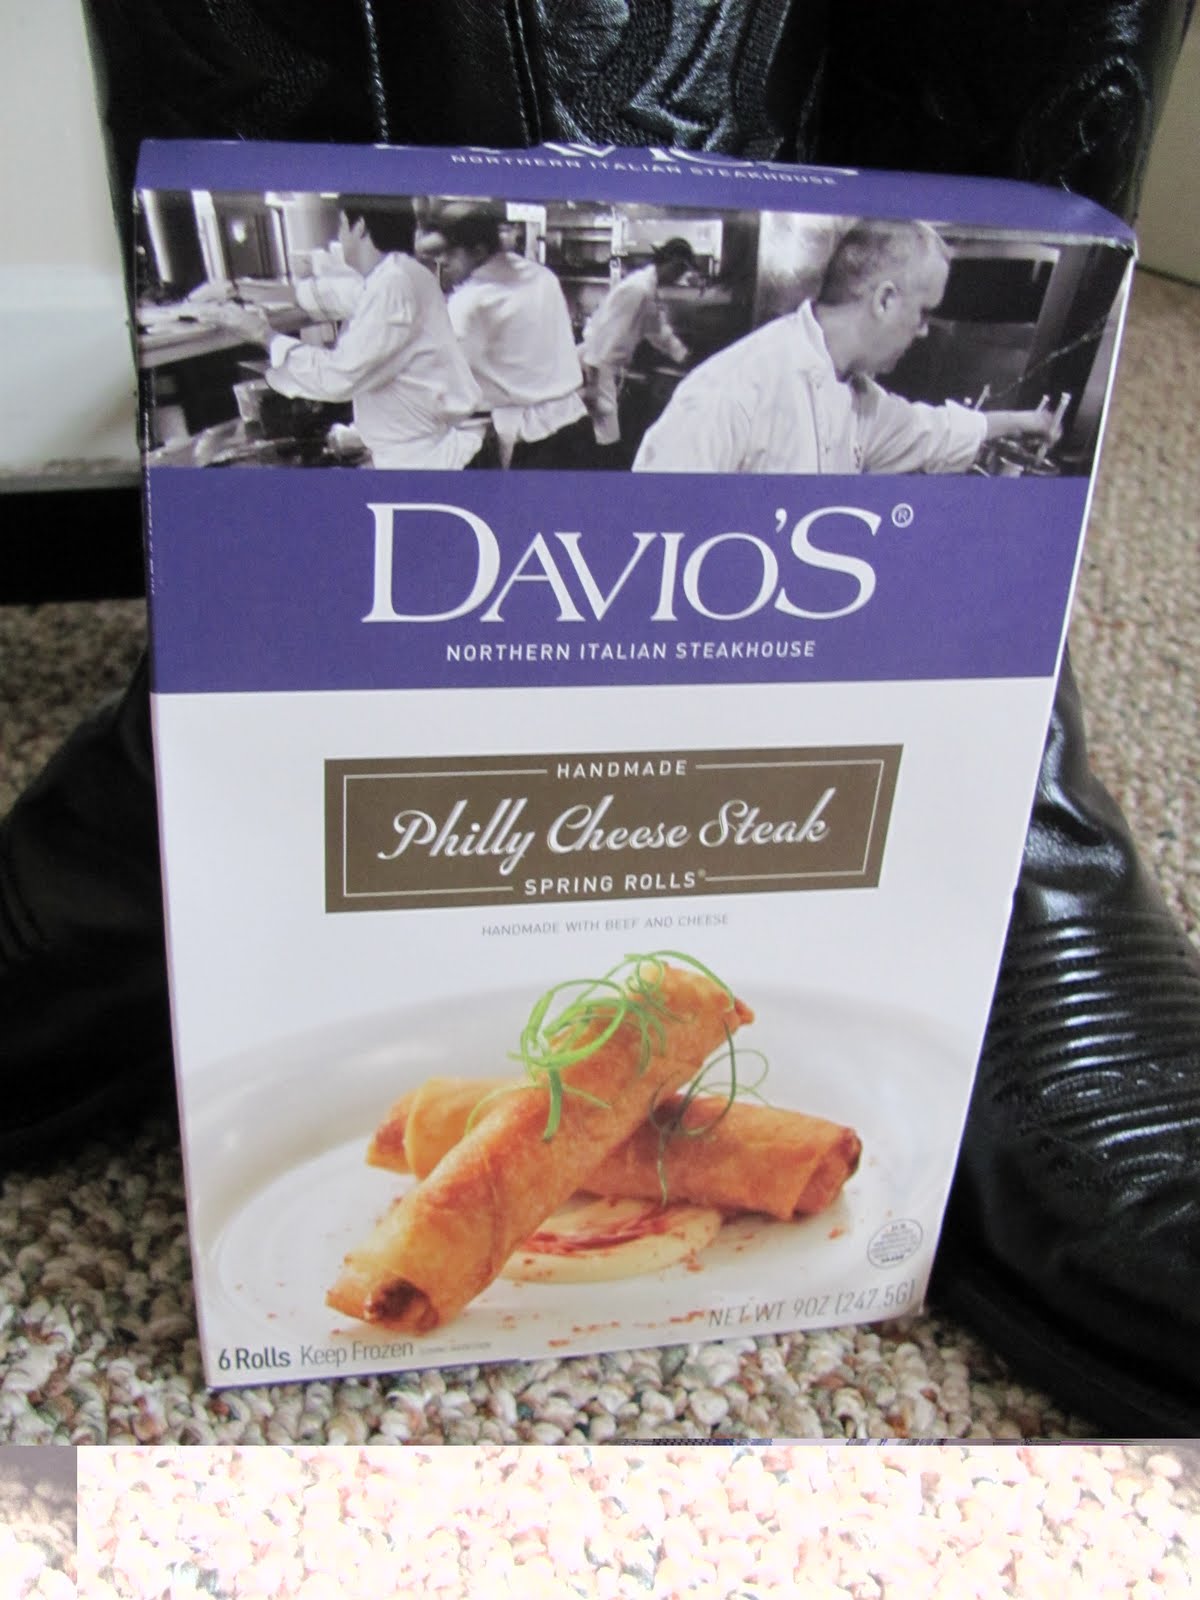 NORTHERN ITALIAN STEAKHOUSE
DAVIO'S®
NORTHERN ITALIAN STEAKHOUSE
HANDMADE
Philly Cheese Steak
SPRING ROLLS®
HANDMADE WITH BEEF AND CHEESE
NET WT 9OZ (247.5G)
6 Rolls Keep Frozen